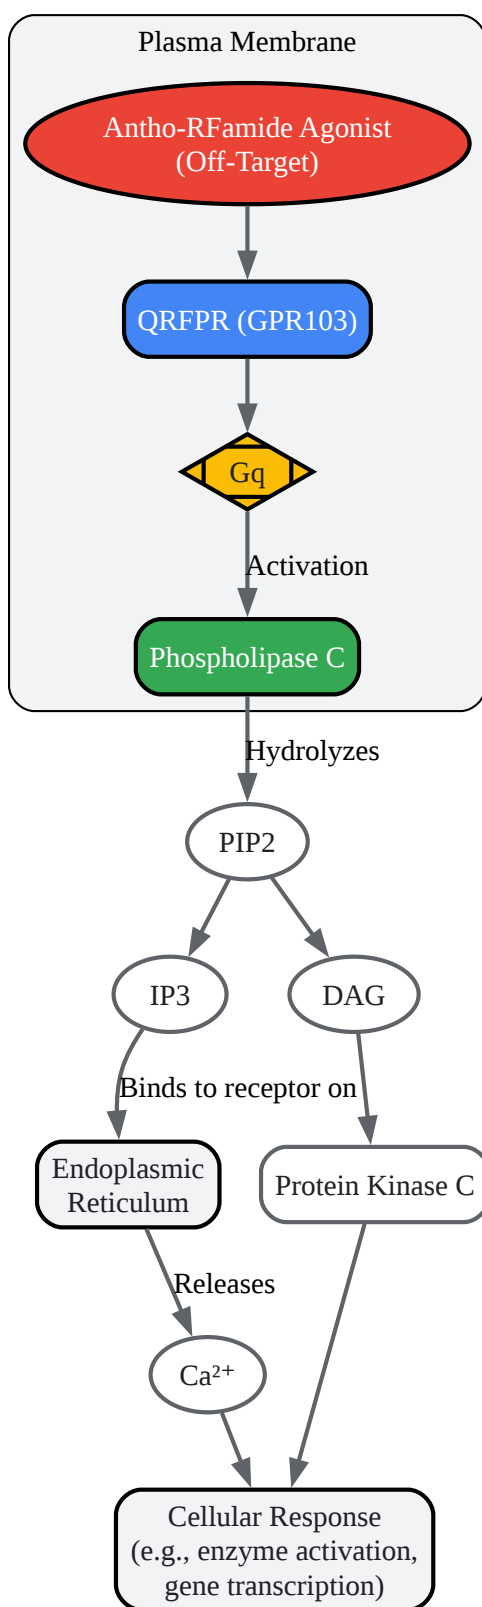 Plasma Membrane
Antho-RFamide Agonist
(Off-Target)
QRFPR (GPR103)
Gq
Activation
Phospholipase C
Hydrolyzes
PIP2
IP3
DAG
Binds to receptor on
Endoplasmic
Reticulum
Protein Kinase C
Releases
Ca²⁺
Cellular Response
(e.g., enzyme activation,
gene transcription)